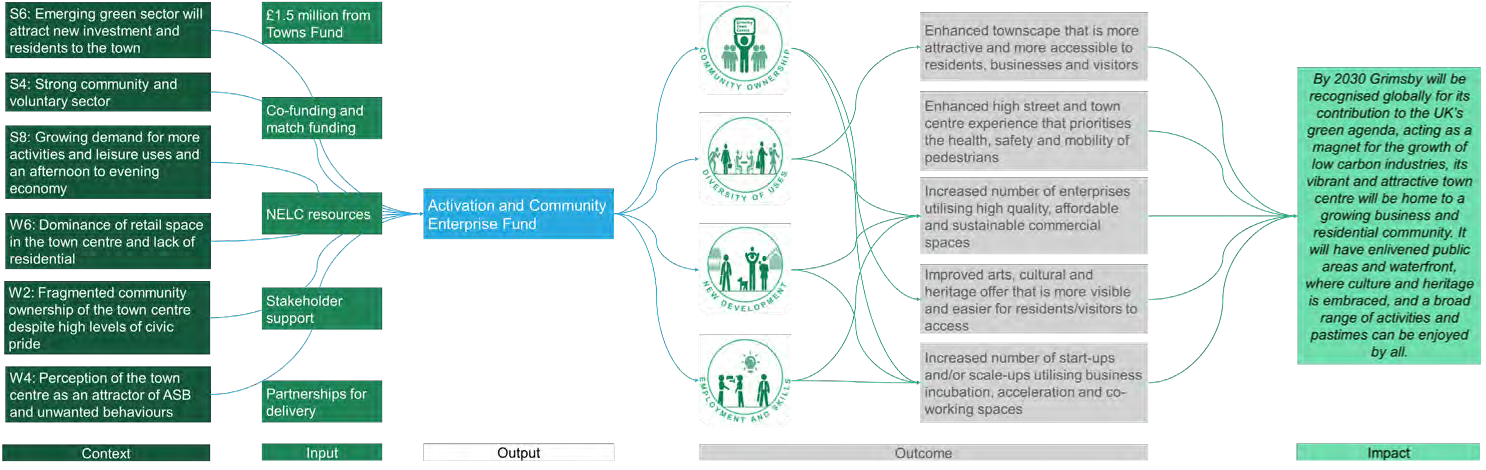 S6: Emerging green sector will
attract new investment and
residents to the town
S4: Strong community and
voluntary sector
S8: Growing demand for more
activities and leisure uses and
an afternoon to evening
economy
W6: Dominance of retail space
in the town centre and lack of
residential
W2: Fragmented community
ownership of the town centre
despite high levels of civic
pride
W4: Perception of the town
centre as an attractor of ASB
and unwanted behaviours
Context
£1.5 million from
Towns Fund
Co-funding and
match funding
NELC resources
Stakeholder
support
Partnerships for
delivery
Input
Activation and Community
Enterprise Fund
Output
Grimsby
Town
Centre
COMMUNITY OWNERSHIP
DIVERSITY OF USES
NEW DEVELOPMENT
EMPLOYMENT AND SKILLS
Enhanced townscape that is more
attractive and more accessible to
residents, businesses and visitors
Enhanced high street and town
centre experience that prioritises
the health, safety and mobility of
pedestrians
Increased number of enterprises
utilising high quality, affordable
and sustainable commercial
spaces
Improved arts, cultural and
heritage offer that is more visible
and easier for residents/visitors to
access
Increased number of start-ups
and/or scale-ups utilising business
incubation, acceleration and co-
working spaces
Outcome
By 2030 Grimsby will be
recognised globally for its
contribution to the UK's
green agenda, acting as a
magnet for the growth of
low carbon industries, its
vibrant and attractive town
centre will be home to a
growing business and
residential community. It
will have enlivened public
areas and waterfront,
where culture and heritage
is embraced, and a broad
range of activities and
pastimes can be enjoyed
by all.
Impact